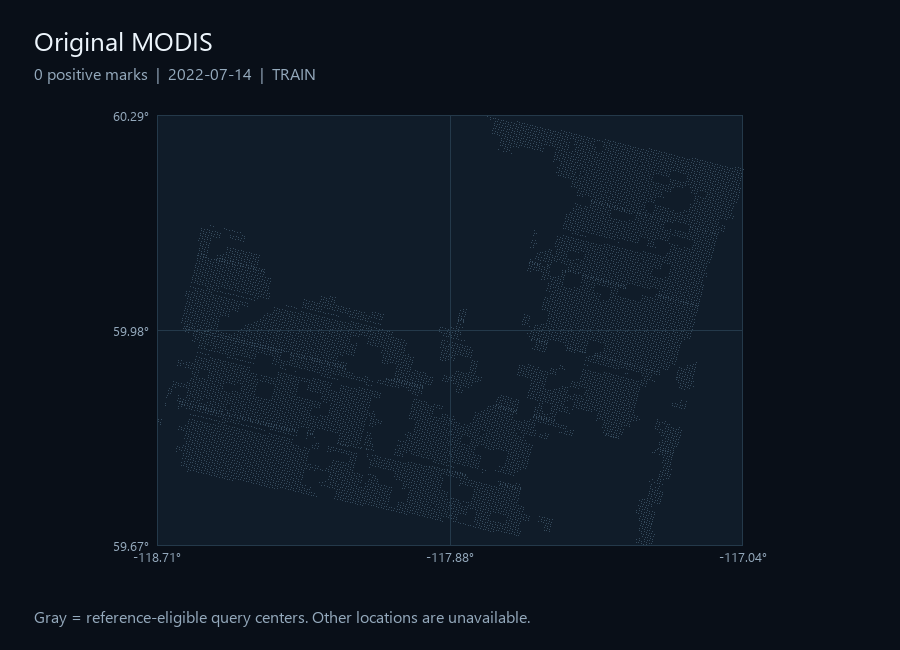 Original MODIS
0 positive marks | 2022-07-14 | TRAIN
60.29°
59.98°
59.67°
-118.71° -117.88° -117.04°
Gray = reference-eligible query centers. Other locations are unavailable.